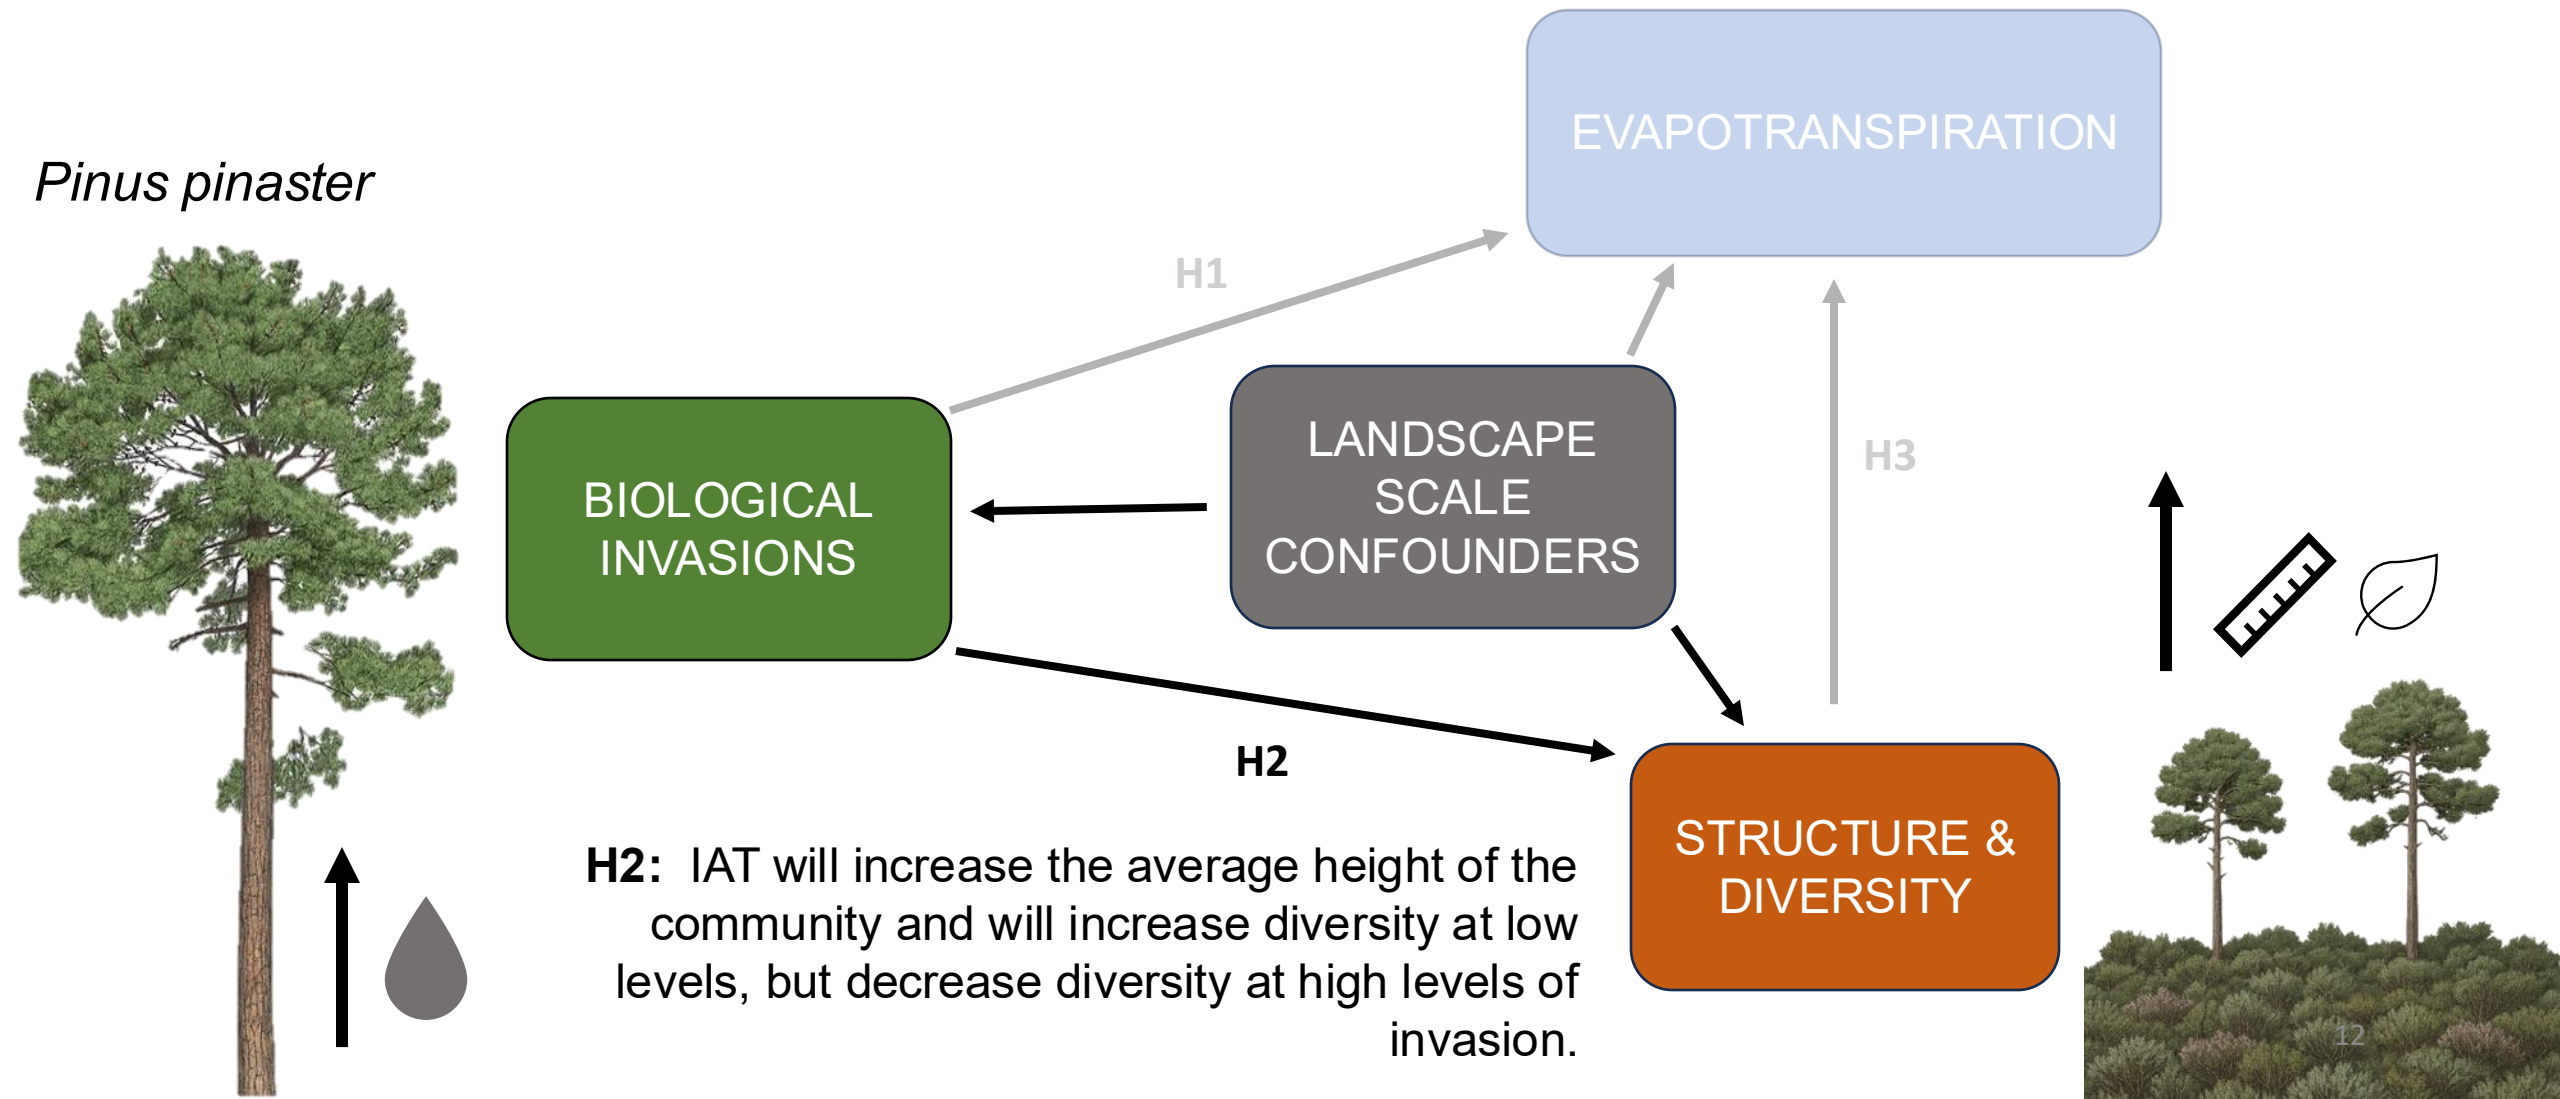 EVAPOTRANSPIRATION
Pinus pinaster
H1
LANDSCAPE
SCALE
CONFOUNDERS
H3
BIOLOGICAL
INVASIONS
H2
STRUCTURE &
DIVERSITY
H2: IAT will increase the average height of the
community and will increase diversity at low
levels, but decrease diversity at high levels of
invasion.
12